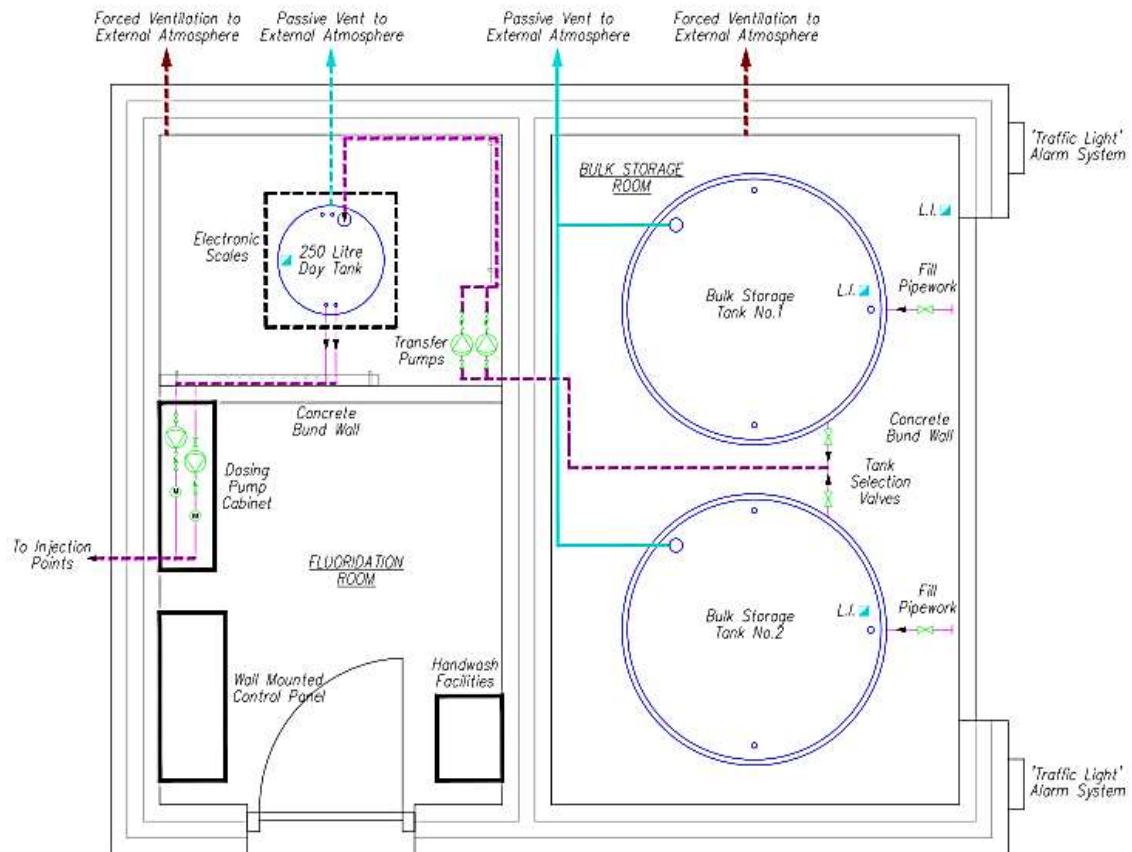 Forced Ventilation to
External Atmosphere
Passive Vent to
External Atmosphere
Passive Vent to
External Atmosphere
Forced Ventilation to
External Atmosphere
'Traffic Light'
Alarm System
BULK STORAGE
ROOM
L.I.
Electronic
Scales
250 Litre
Day Tank
Fill
Pipework
L.I.
Bulk Storage
Tank No.1
Transfer
Pumps
Concrete
Bund Wall
Concrete
Bund Wall
Dosing
Pump
Cabinet
M
M
Tank
Selection
Valves
To Injection
Points
FLUORIDATION
ROOM
Fill
Pipework
L.I.
Bulk Storage
Tank No.2
Wall Mounted
Control Panel
Handwash
Facilities
'Traffic Light'
Alarm System